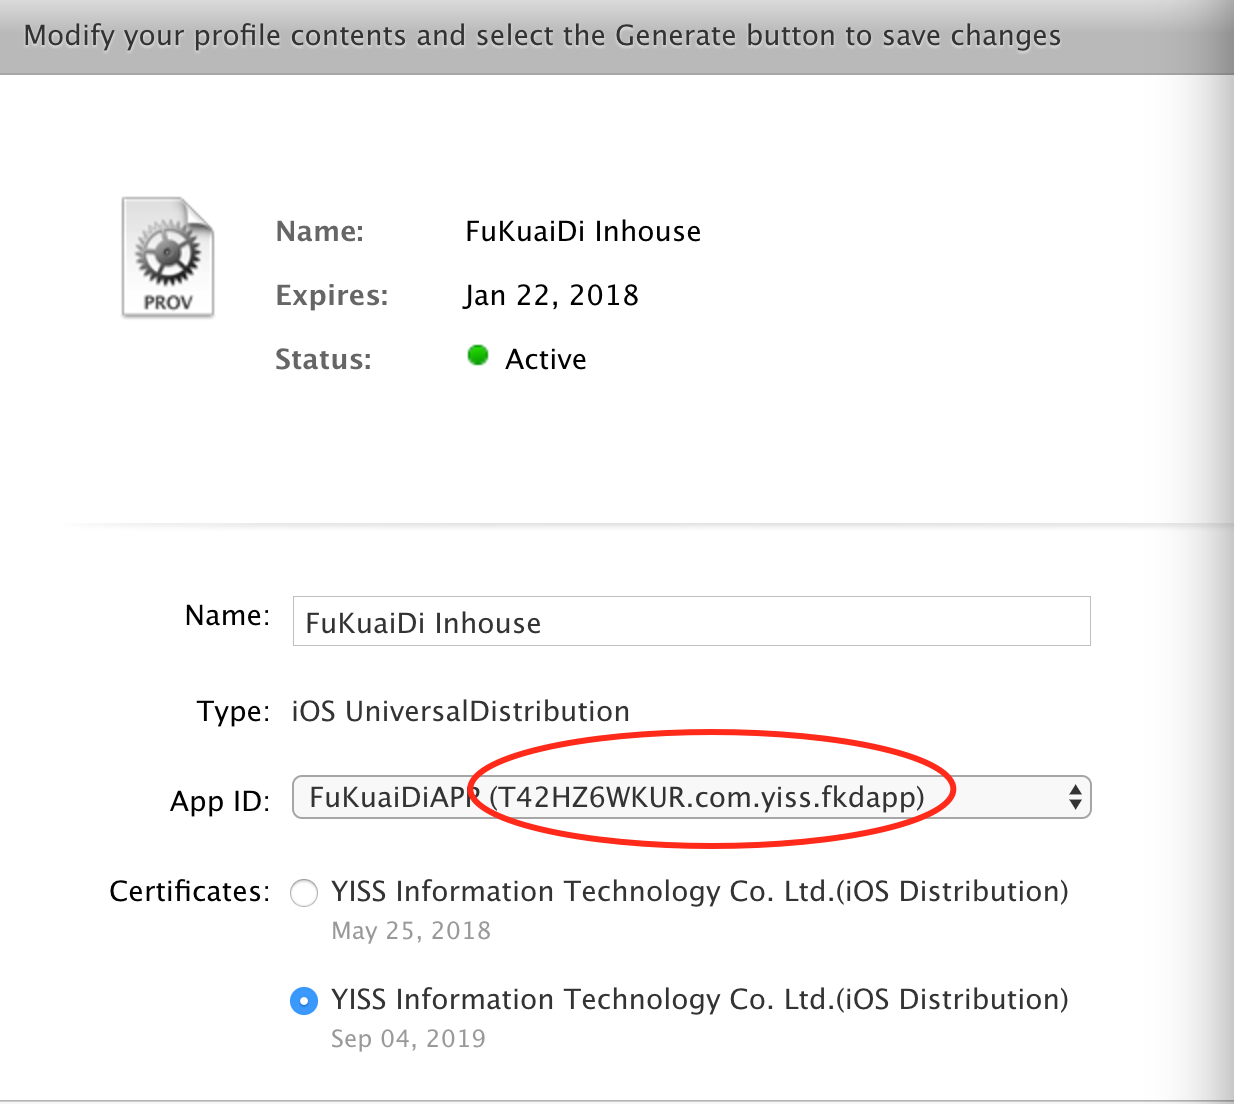 Modify your profile contents and select the Generate button to save changes
PROV
Name: FuKuaiDi Inhouse
Expires: Jan 22, 2018
Status: Active
Name: FuKuaiDi Inhouse
Type: iOS UniversalDistribution
App ID: FuKuaiDiAPP (T42HZ6WKUR.com.yiss.fkdapp)
Certificates: YISS Information Technology Co. Ltd.(iOS Distribution)
May 25, 2018
YISS Information Technology Co. Ltd.(iOS Distribution)
Sep 04, 2019